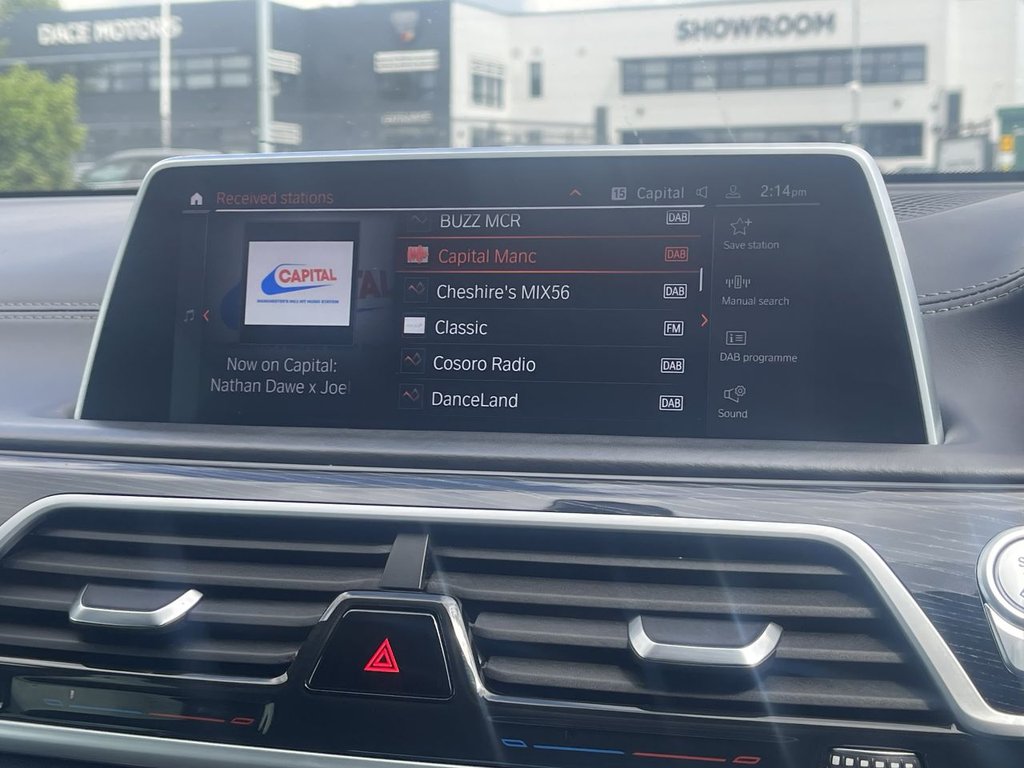 DACE MOTORS
SHOWROOM
Received stations
15 Capital 2:14pm
CAPITAL
Now on Capital:
Nathan Dawe x Joel
BUZZ MCR DAB
Capital Manc DAB
Cheshire's MIX56 DAB
Classic FM
Cosoro Radio DAB
DanceLand DAB
Save station
Manual search
DAB programme
Sound